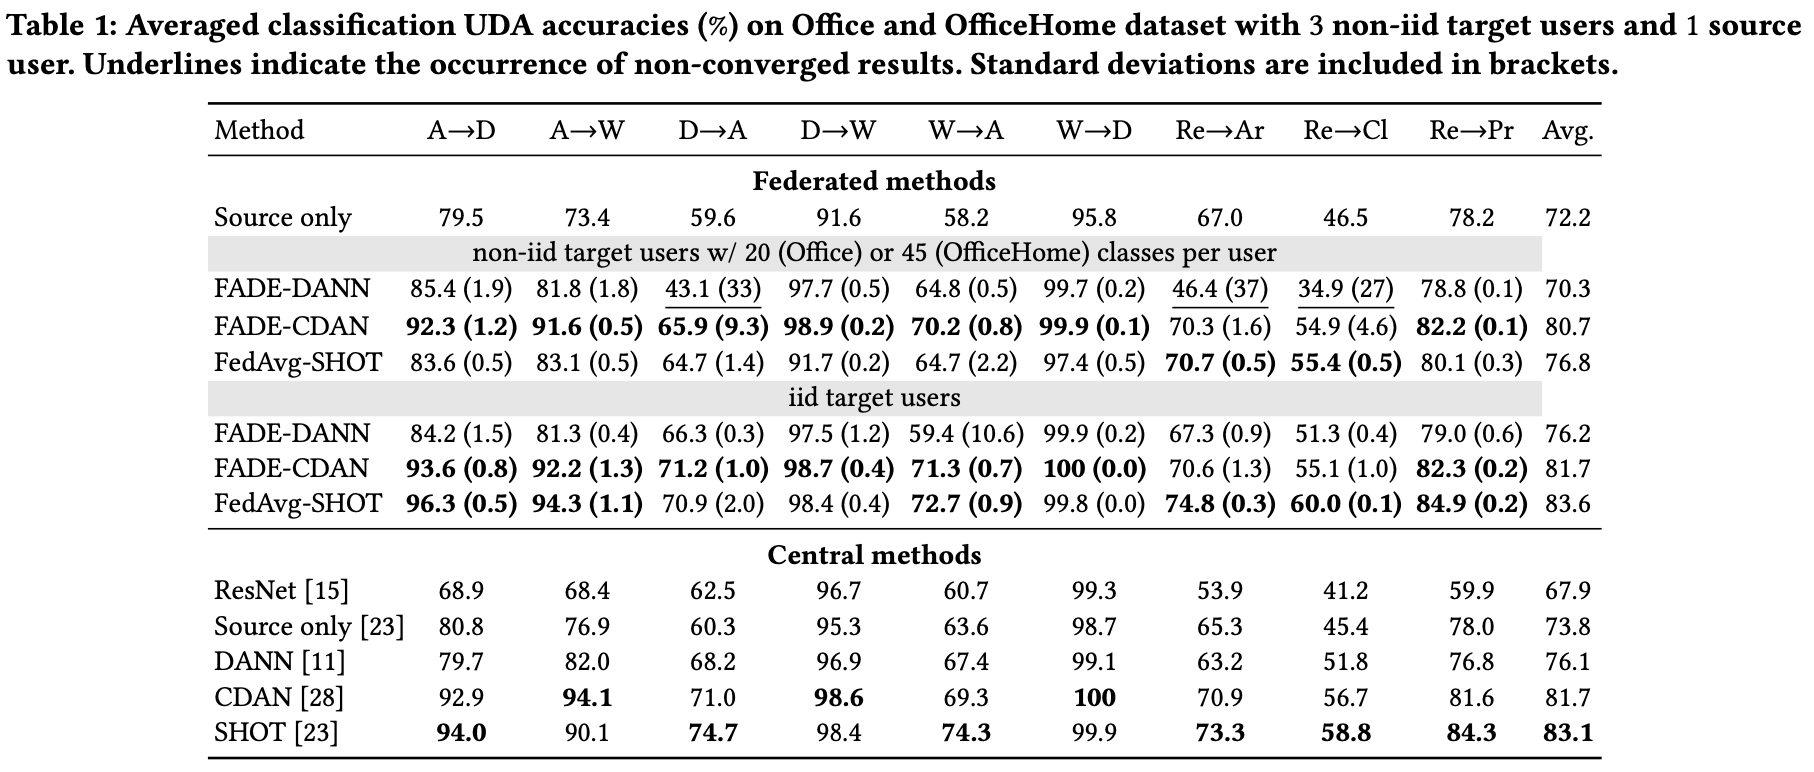 Table 1: Averaged classification UDA accuracies (%) on Office and OfficeHome dataset with 3 non-iid target users and 1 source
user. Underlines indicate the occurrence of non-converged results. Standard deviations are included in brackets.
Method A→D A→W D→A D→W W→A W→D Re→Ar Re→Cl Re→Pr Avg.
Federated methods
Source only 79.5 73.4 59.6 91.6 58.2 95.8 67.0 46.5 78.2 72.2
non-iid target users w/ 20 (Office) or 45 (OfficeHome) classes per user
FADE-DANN 85.4 (1.9) 81.8 (1.8) 43.1 (33) 97.7 (0.5) 64.8 (0.5) 99.7 (0.2) 46.4 (37) 34.9 (27) 78.8 (0.1) 70.3
FADE-CDAN 92.3 (1.2) 91.6 (0.5) 65.9 (9.3) 98.9 (0.2) 70.2 (0.8) 99.9 (0.1) 70.3 (1.6) 54.9 (4.6) 82.2 (0.1) 80.7
FedAvg-SHOT 83.6 (0.5) 83.1 (0.5) 64.7 (1.4) 91.7 (0.2) 64.7 (2.2) 97.4 (0.5) 70.7 (0.5) 55.4 (0.5) 80.1 (0.3) 76.8
iid target users
FADE-DANN 84.2 (1.5) 81.3 (0.4) 66.3 (0.3) 97.5 (1.2) 59.4 (10.6) 99.9 (0.2) 67.3 (0.9) 51.3 (0.4) 79.0 (0.6) 76.2
FADE-CDAN 93.6 (0.8) 92.2 (1.3) 71.2 (1.0) 98.7 (0.4) 71.3 (0.7) 100 (0.0) 70.6 (1.3) 55.1 (1.0) 82.3 (0.2) 81.7
FedAvg-SHOT 96.3 (0.5) 94.3 (1.1) 70.9 (2.0) 98.4 (0.4) 72.7 (0.9) 99.8 (0.0) 74.8 (0.3) 60.0 (0.1) 84.9 (0.2) 83.6
Central methods
ResNet [15] 68.9 68.4 62.5 96.7 60.7 99.3 53.9 41.2 59.9 67.9
Source only [23] 80.8 76.9 60.3 95.3 63.6 98.7 65.3 45.4 78.0 73.8
DANN [11] 79.7 82.0 68.2 96.9 67.4 99.1 63.2 51.8 76.8 76.1
CDAN [28] 92.9 94.1 71.0 98.6 69.3 100 70.9 56.7 81.6 81.7
SHOT [23] 94.0 90.1 74.7 98.4 74.3 99.9 73.3 58.8 84.3 83.1